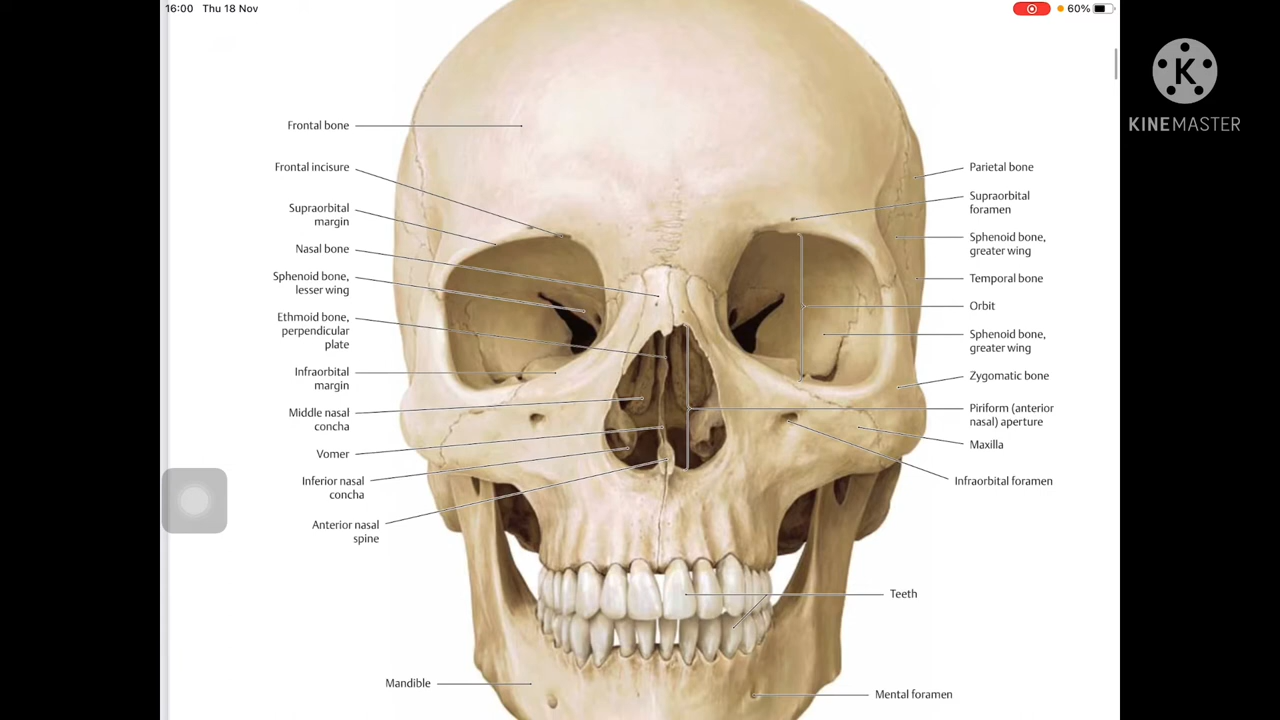 16:00 Thu 18 Nov
60%
K
KINEMASTER
Frontal bone
Frontal incisure
Supraorbital
margin
Nasal bone
Sphenoid bone,
lesser wing
Ethmoid bone,
perpendicular
plate
Infraorbital
margin
Middle nasal
concha
Vomer
Inferior nasal
concha
Anterior nasal
spine
Mandible
Parietal bone
Supraorbital
foramen
Sphenoid bone,
greater wing
Temporal bone
Orbit
Sphenoid bone,
greater wing
Zygomatic bone
Piriform (anterior
nasal) aperture
Maxilla
Infraorbital foramen
Teeth
Mental foramen